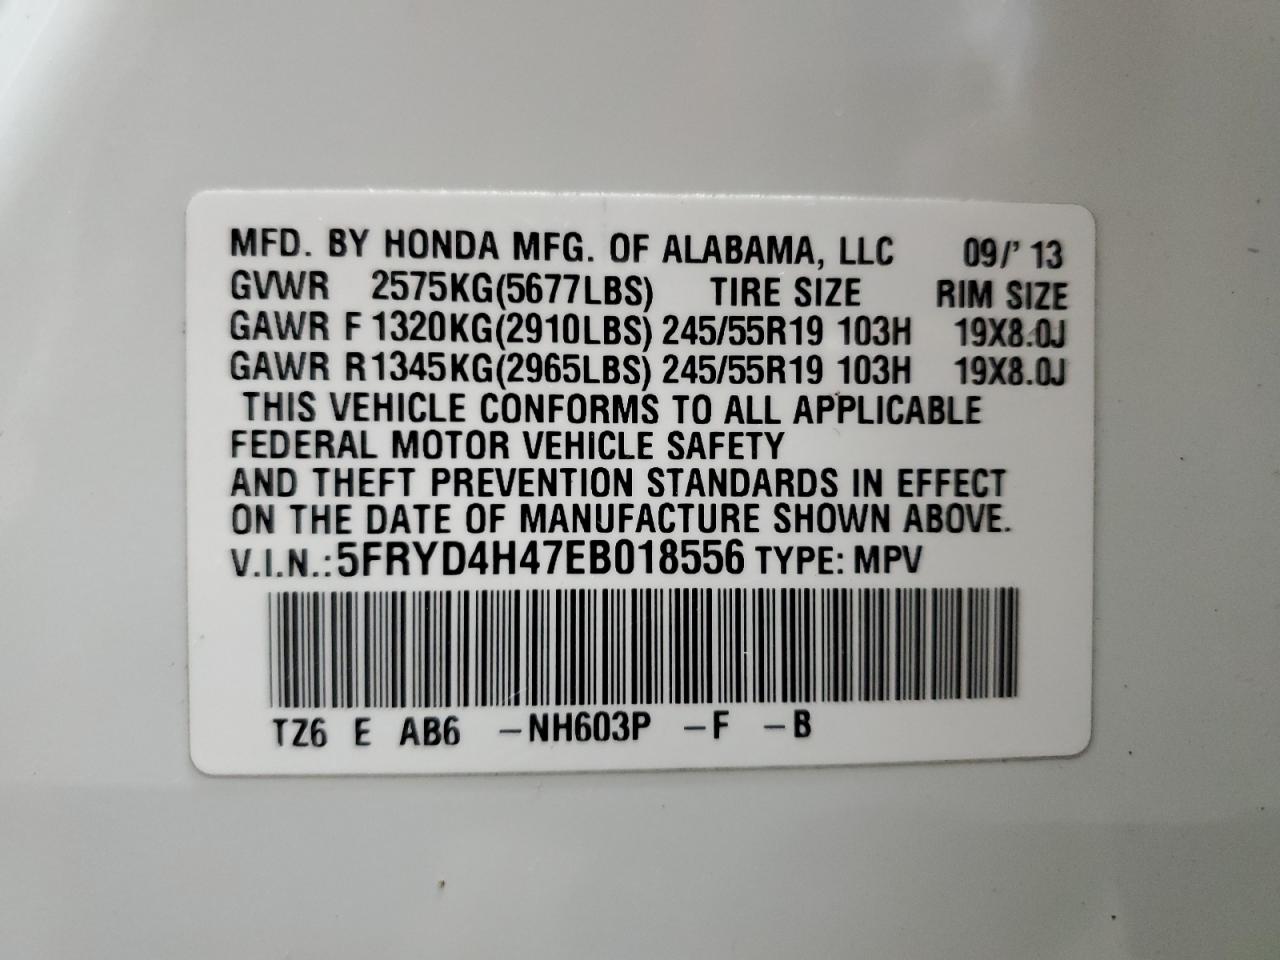 MFD. BY HONDA MFG. OF ALABAMA, LLC 09/' 13
GVWR 2575KG(5677LBS) TIRE SIZE RIM SIZE
GAWR F 1320KG(2910LBS) 245/55R19 103H 19X8.0J
GAWR R1345KG(2965LBS) 245/55R19 103H 19X8.0J
THIS VEHICLE CONFORMS TO ALL APPLICABLE
FEDERAL MOTOR VEHICLE SAFETY
AND THEFT PREVENTION STANDARDS IN EFFECT
ON THE DATE OF MANUFACTURE SHOWN ABOVE.
V.I.N.: 5FRYD4H47EB018556 TYPE: MPV
TZ6 E AB6 -NH603P -F -B